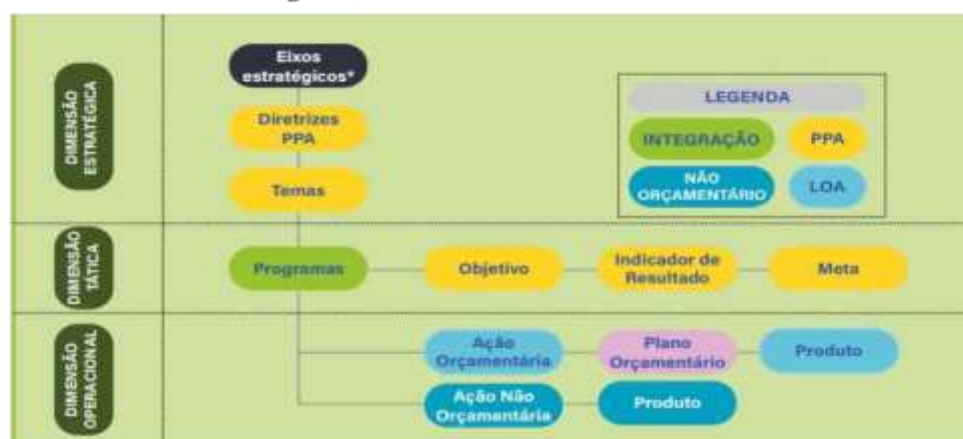 DIMENSÃO
ESTRATÉGICA
Eixos
estratégicos*
Diretrizes
PPA
Temas
LEGENDA
INTEGRAÇÃO
PPA
NÃO
ORÇAMENTÁRIO
LOA
DIMENSÃO
TÁTICA
Programas
Objetivo
Indicador de
Resultado
Meta
DIMENSÃO
OPERACIONAL
Ação
Orçamentária
Plano
Orçamentário
Produto
Ação Não
Orçamentária
Produto